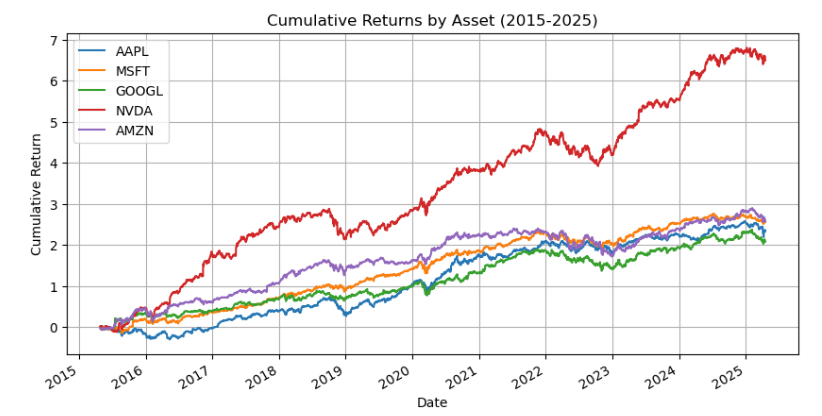 Cumulative Returns by Asset (2015-2025)
7
6
5
4
3
2
1
0
Cumulative Return
AAPL
MSFT
GOOGL
NVDA
AMZN
2015
2016
2017
2018
2019
2020
2021
2022
2023
2024
2025
Date